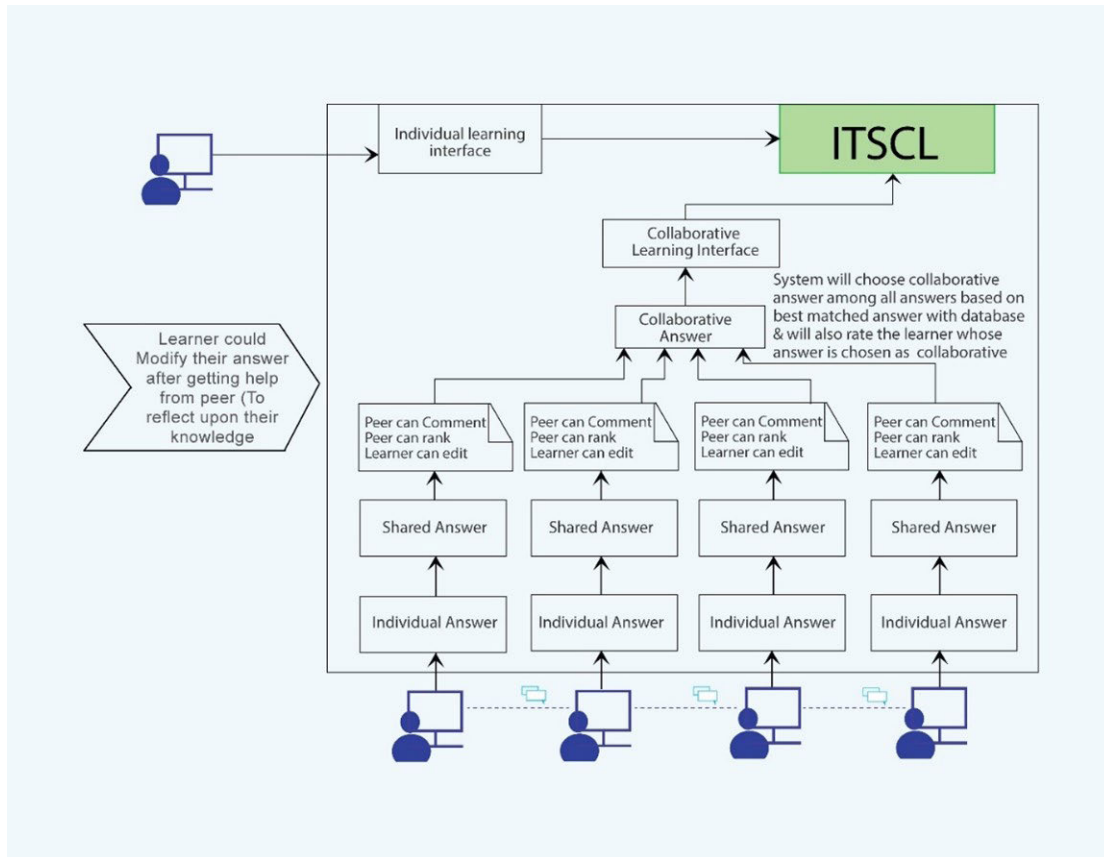 Individual learning
interface
ITSCL
Collaborative
Learning Interface
System will choose collaborative
answer among all answers based on
best matched answer with database
& will also rate the learner whose
answer is chosen as collaborative
Collaborative
Answer
Learner could
Modify their answer
after getting help
from peer (To
reflect upon their
knowledge
Peer can Comment
Peer can rank
Learner can edit
Peer can Comment
Peer can rank
Learner can edit
Peer can Comment
Peer can rank
Learner can edit
Peer can Comment
Peer can rank
Learner can edit
Shared Answer
Shared Answer
Shared Answer
Shared Answer
Individual Answer
Individual Answer
Individual Answer
Individual Answer